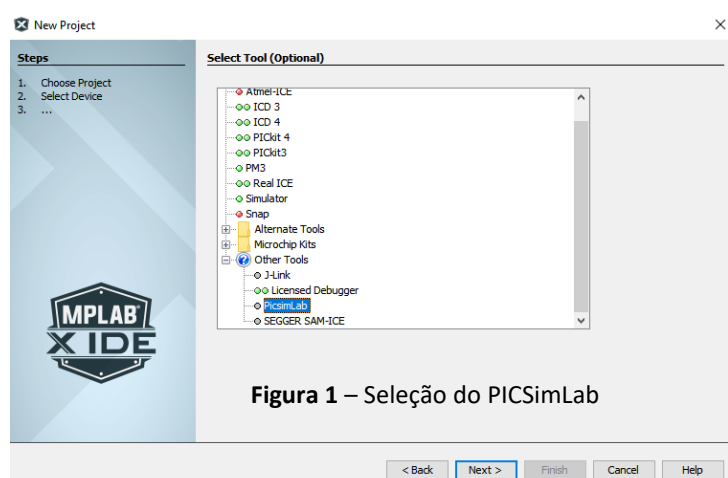 New Project
Steps
1. Choose Project
2. Select Device
3. ...
Select Tool (Optional)
Atmel-ICE
ICD 3
ICD 4
PICkit 4
PICkit3
PM3
Real ICE
Simulator
Snap
Alternate Tools
Microchip Kits
Other Tools
J-Link
Licensed Debugger
PicsimLab
SEGGER SAM-ICE
MPLAB
X IDE
Figura 1 – Seleção do PICSimLab
< Back Next > Finish Cancel Help